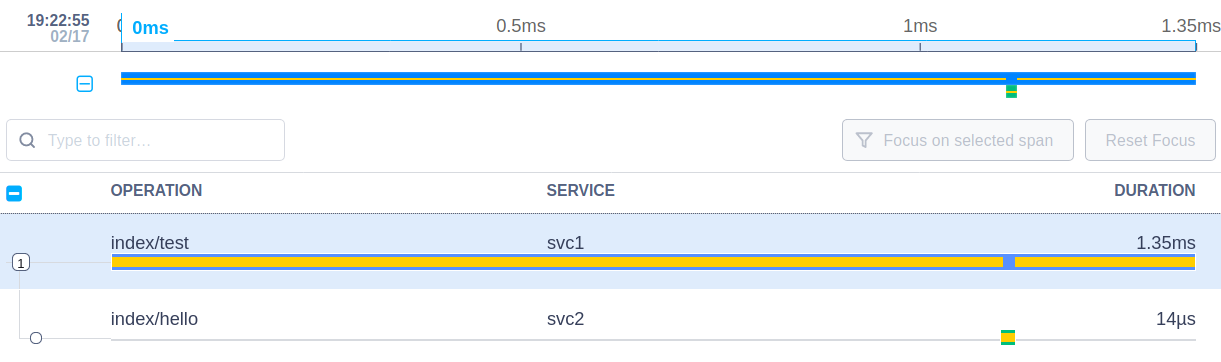 19:22:55
02/17
0ms 0.5ms 1ms 1.35ms
Type to filter... Focus on selected span Reset Focus
OPERATION SERVICE DURATION
index/test svc1 1.35ms
1
index/hello svc2 14µs